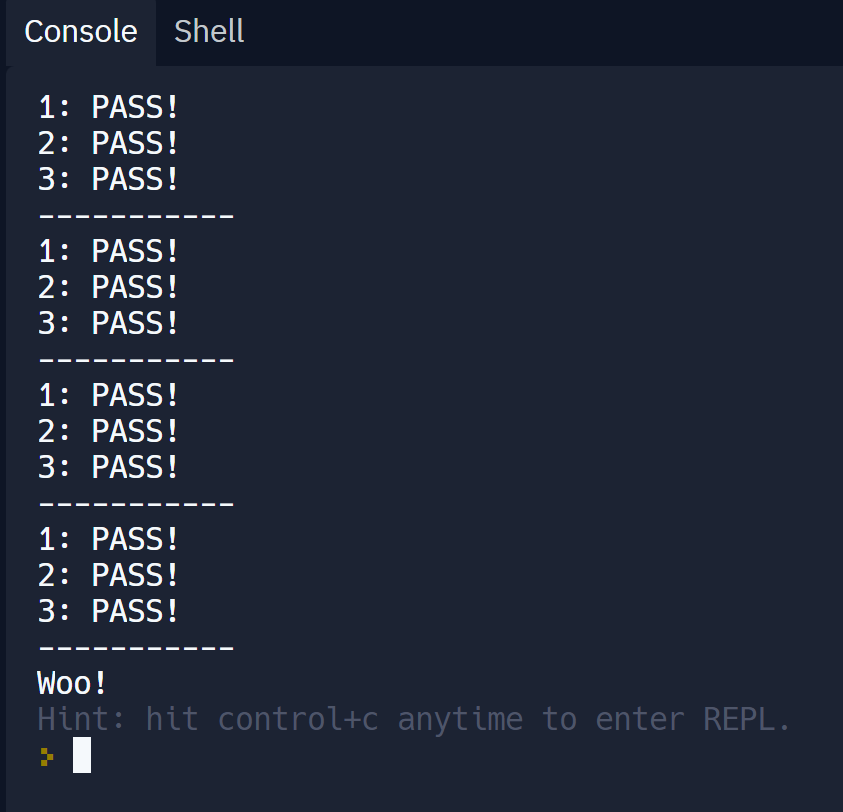 Console Shell
1: PASS!
2: PASS!
3: PASS!
-----------
1: PASS!
2: PASS!
3: PASS!
-----------
1: PASS!
2: PASS!
3: PASS!
-----------
1: PASS!
2: PASS!
3: PASS!
-----------
Woo!
Hint: hit control+c anytime to enter REPL.
>